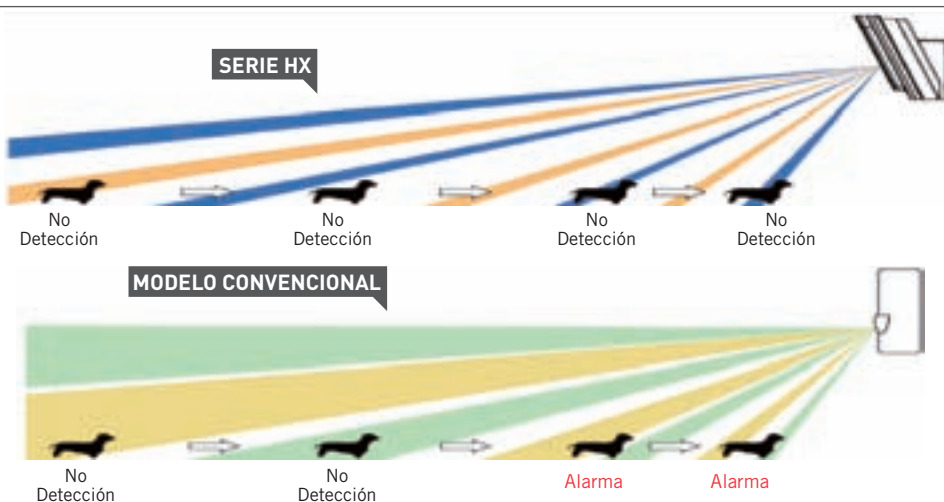 SERIE HX
No
Detección
No
Detección
No
Detección
No
Detección
MODELO CONVENCIONAL
No
Detección
No
Detección
Alarma
Alarma